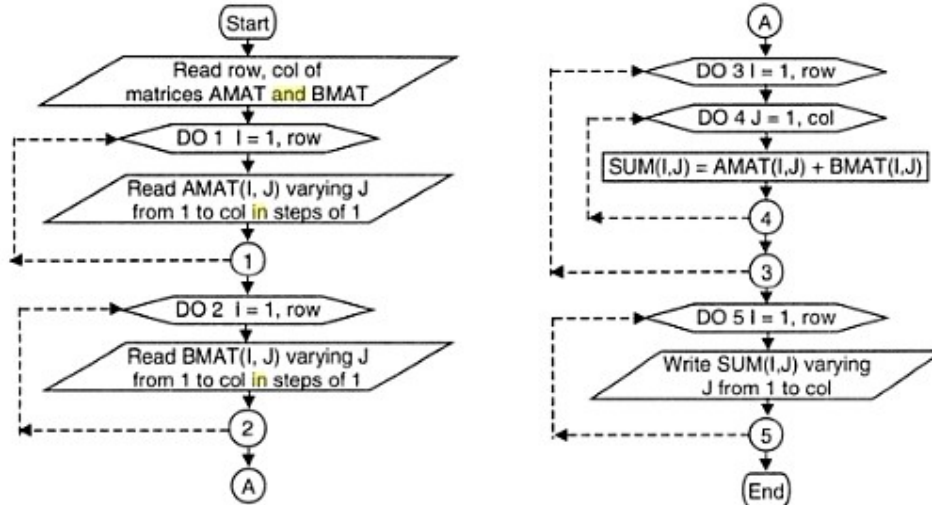 Start
Read row, col of
matrices AMAT and BMAT
DO 1 I = 1, row
Read AMAT(I, J) varying J
from 1 to col in steps of 1
1
DO 2 I = 1, row
Read BMAT(I, J) varying J
from 1 to col in steps of 1
2
A
A
DO 3 I = 1, row
DO 4 J = 1, col
SUM(I,J) = AMAT(I,J) + BMAT(I,J)
4
3
DO 5 I = 1, row
Write SUM(I,J) varying
J from 1 to col
5
End